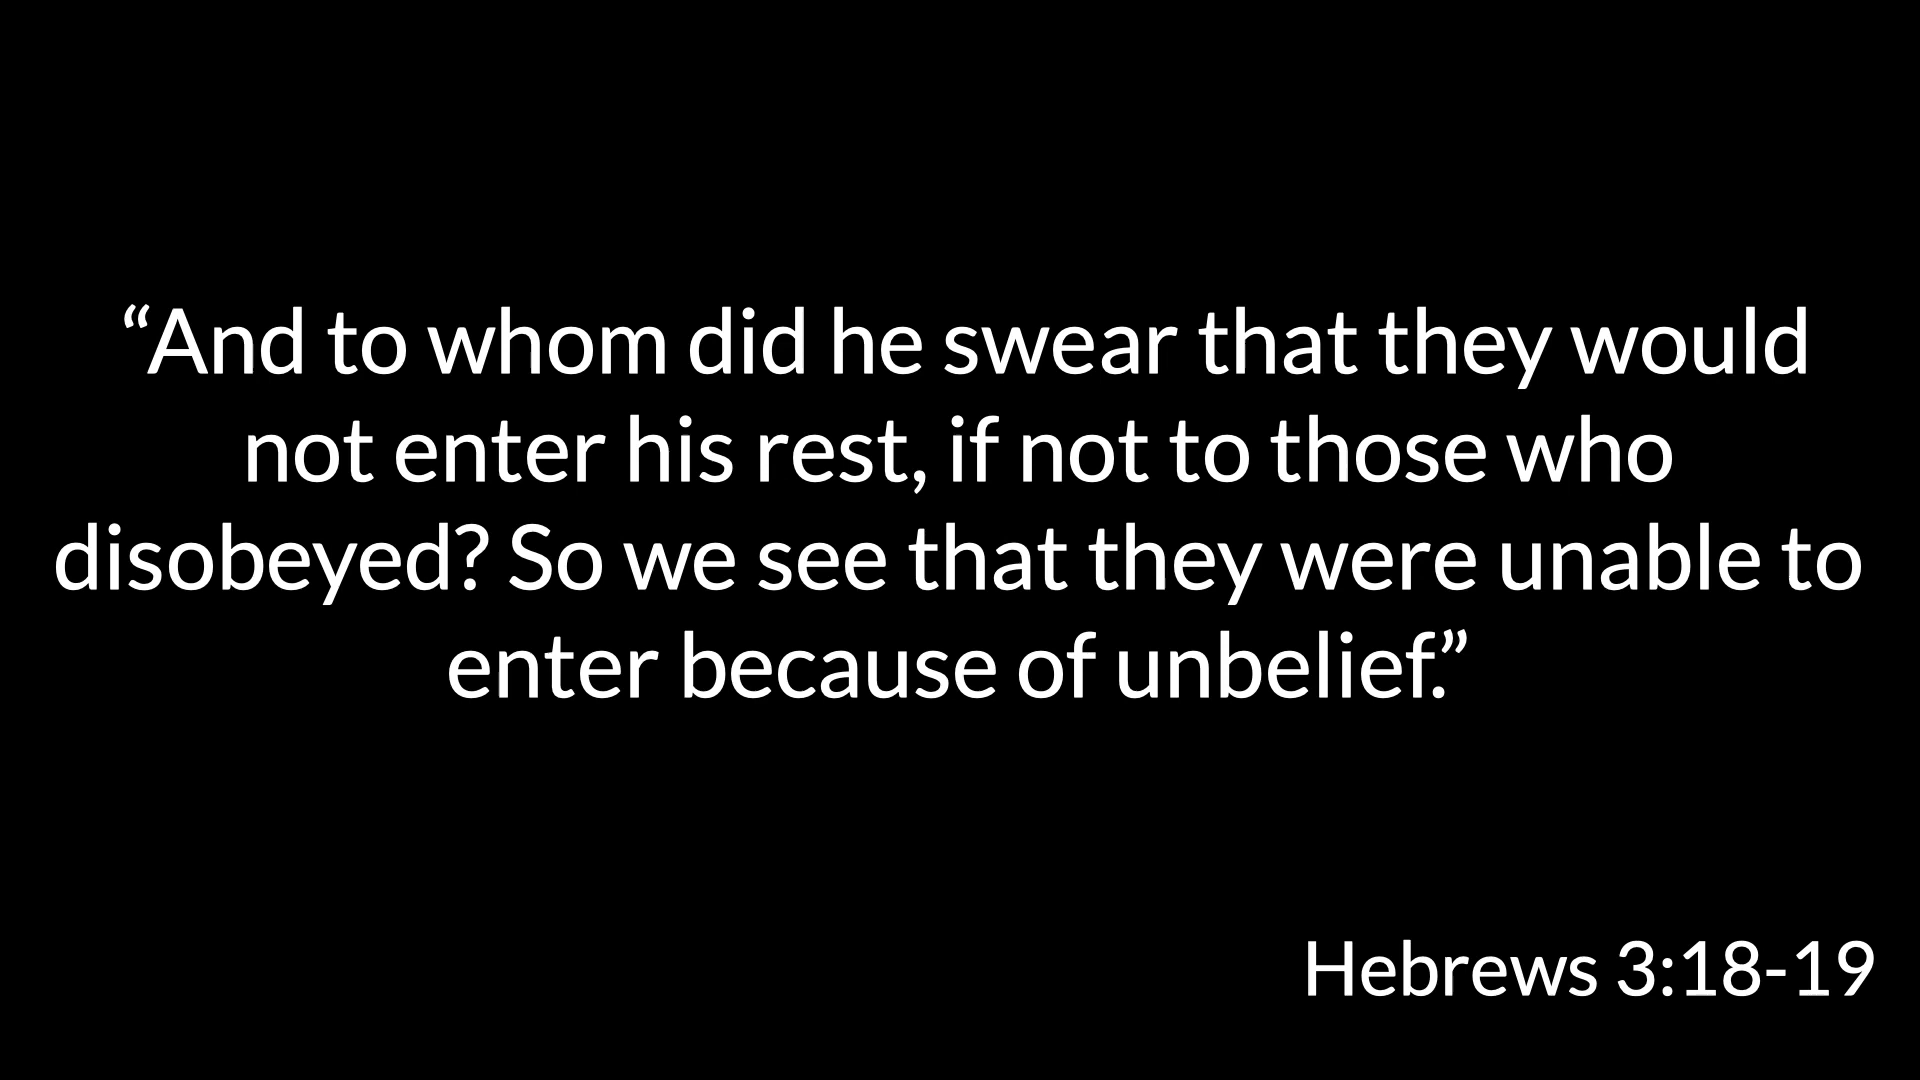 “And to whom did he swear that they would
not enter his rest, if not to those who
disobeyed? So we see that they were unable to
enter because of unbelief.”
Hebrews 3:18-19